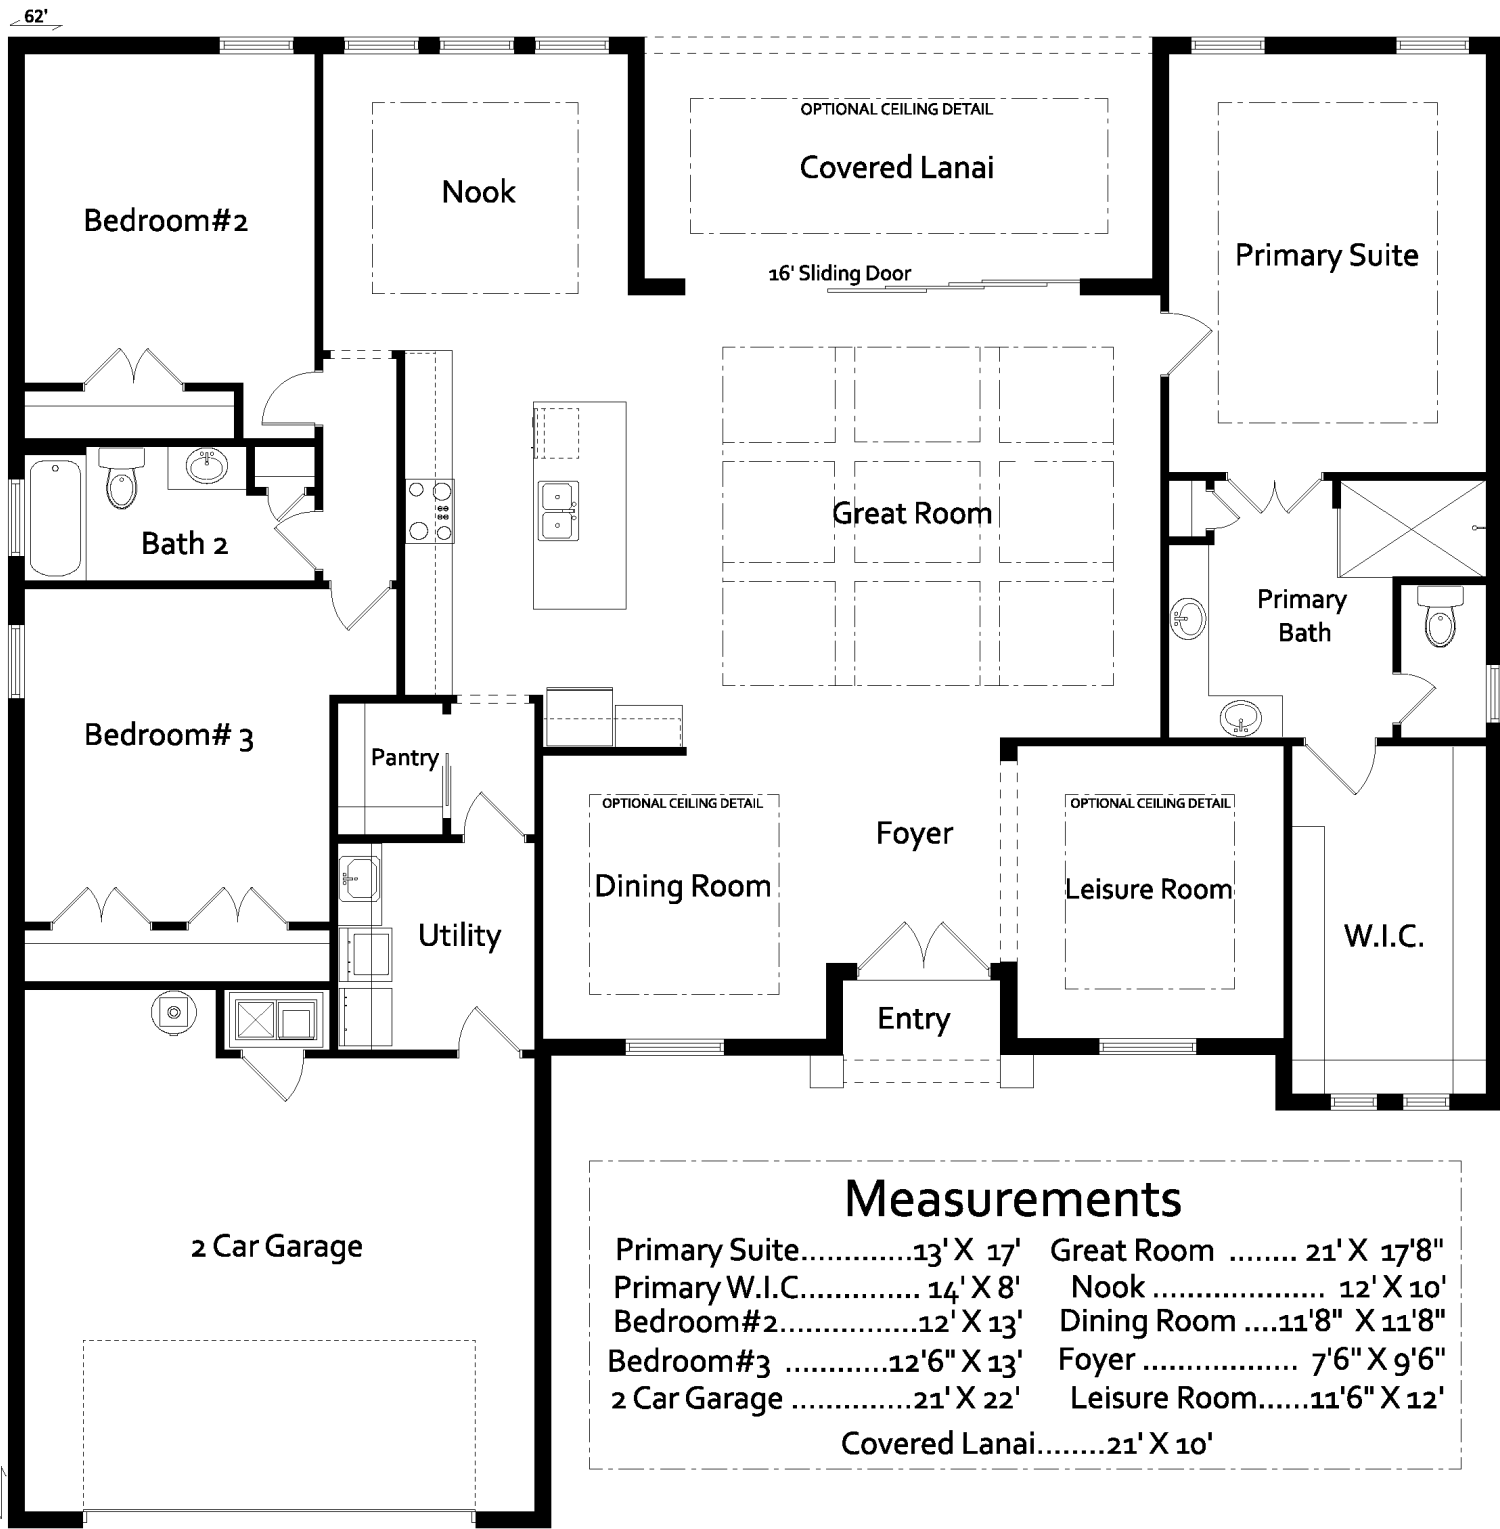 62'
OPTIONAL CEILING DETAIL
Covered Lanai
Nook
Bedroom#2
Primary Suite
16' Sliding Door
Great Room
Bath 2
Primary
Bath
Bedroom# 3
Pantry
OPTIONAL CEILING DETAIL
OPTIONAL CEILING DETAIL
Foyer
Dining Room
Leisure Room
Utility
W.I.C.
Entry
2 Car Garage
Measurements
Primary Suite.............13' X 17'
Great Room ........ 21' X 17'8"
Primary W.I.C.............. 14' X 8'
Nook .................... 12' X 10'
Bedroom#2................12' X 13'
Dining Room ....11'8" X 11'8"
Bedroom#3 ............12'6" X 13'
Foyer .................. 7'6" X 9'6"
2 Car Garage ..............21' X 22'
Leisure Room......11'6" X 12'
Covered Lanai........21' X 10'